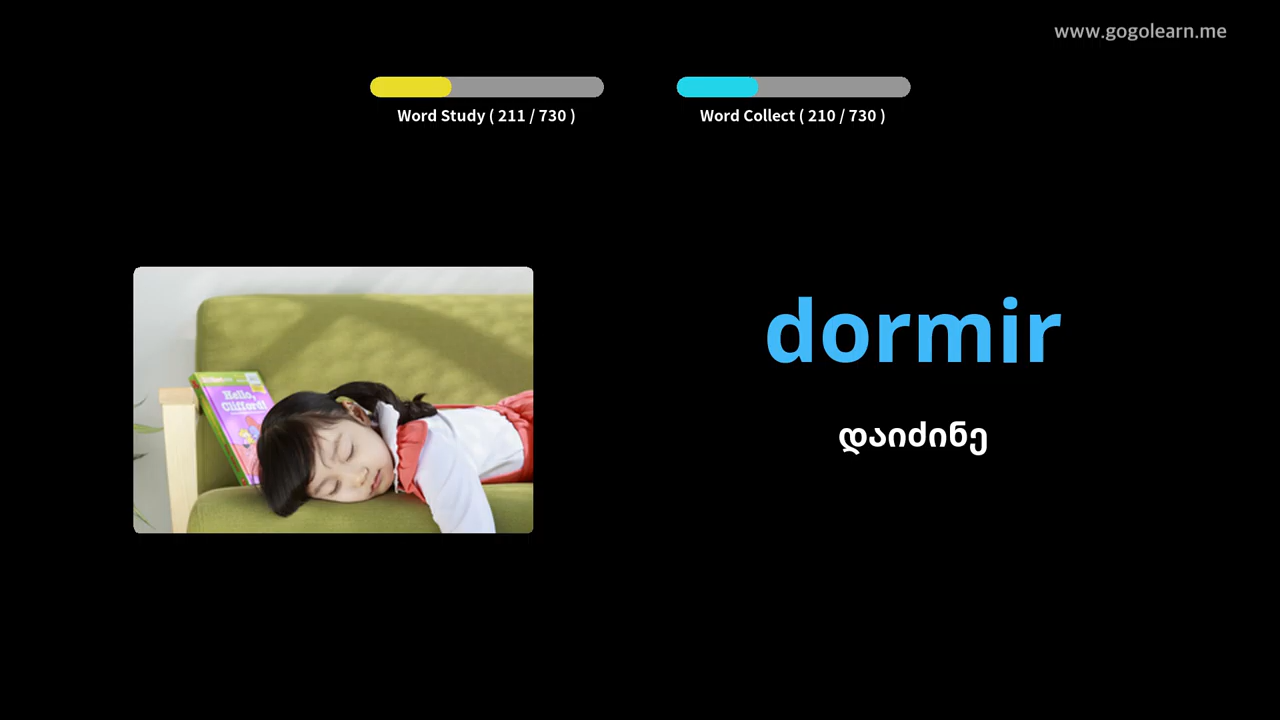 www.gogolearn.me
Word Study ( 211 / 730 )
Word Collect ( 210 / 730 )
Hello,
Clifford!
dormir
დაიძინე